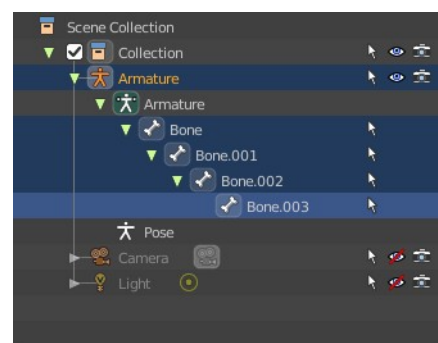 Scene Collection
Collection
Armature
Armature
Bone
Bone.001
Bone.002
Bone.003
Pose
Camera
Light